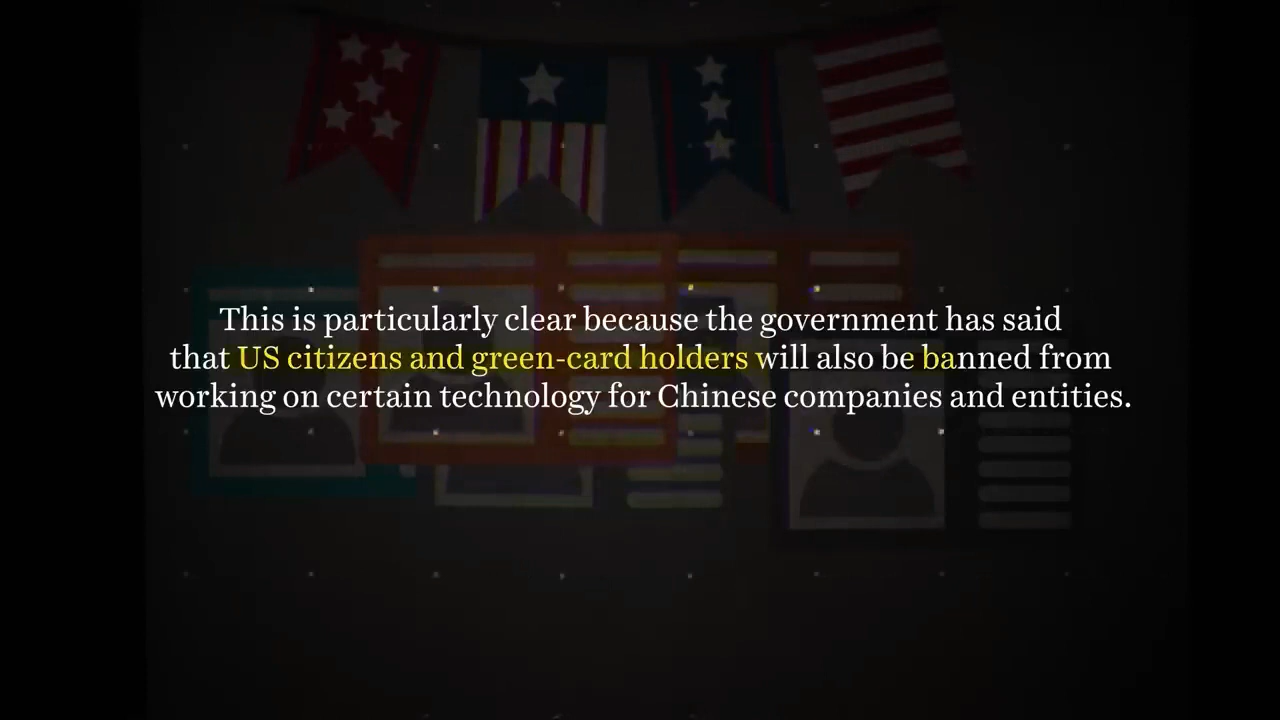 This is particularly clear because the government has said
that US citizens and green-card holders will also be banned from
working on certain technology for Chinese companies and entities.